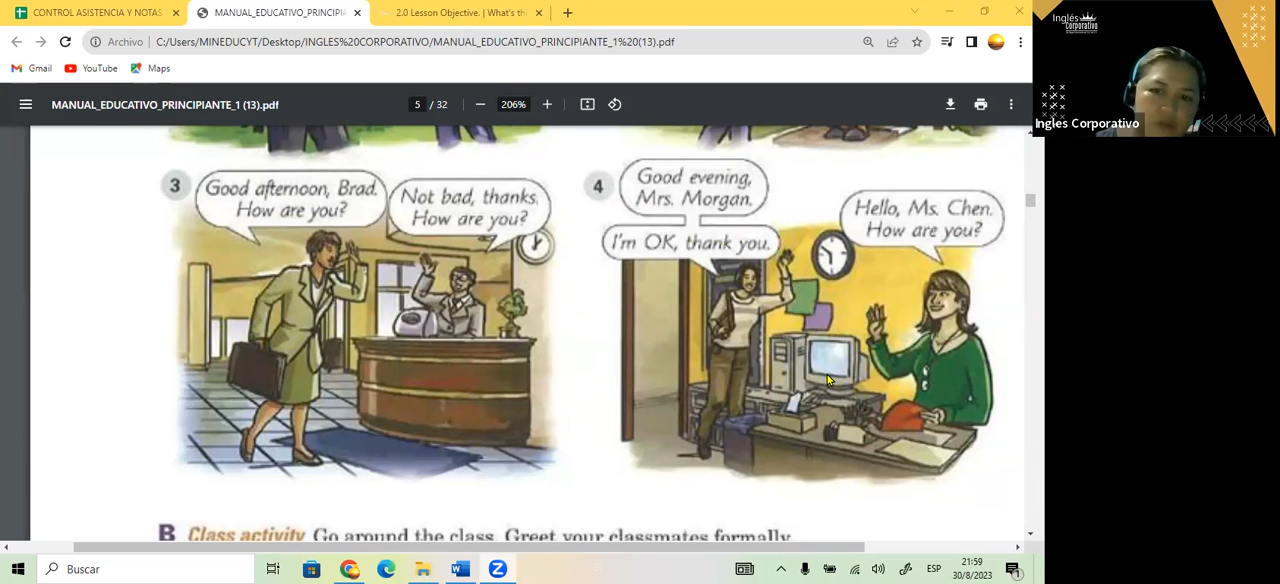 CONTROL ASISTENCIA Y NOTAS
MANUAL_EDUCATIVO_PRINCIPIA
2.0 Lesson Objective. | "What's th
Archivo
C:/Users/MINEDUCYT/Desktop/INGLES%20CORPORATIVO/MANUAL_EDUCATIVO_PRINCIPIANTE_1%20(13).pdf
Gmail
YouTube
Maps
MANUAL_EDUCATIVO_PRINCIPIANTE_1 (13).pdf
5 / 32
206%
Inglés
Corporativo
Ingles Corporativo
3
Good afternoon, Brad.
How are you?
Not bad, thanks.
How are you?
4
Good evening,
Mrs. Morgan.
I'm OK, thank you.
Hello, Ms. Chen.
How are you?
B Class activity Go around the class. Greet your classmates formally
Buscar
ESP
21:59
30/8/2023